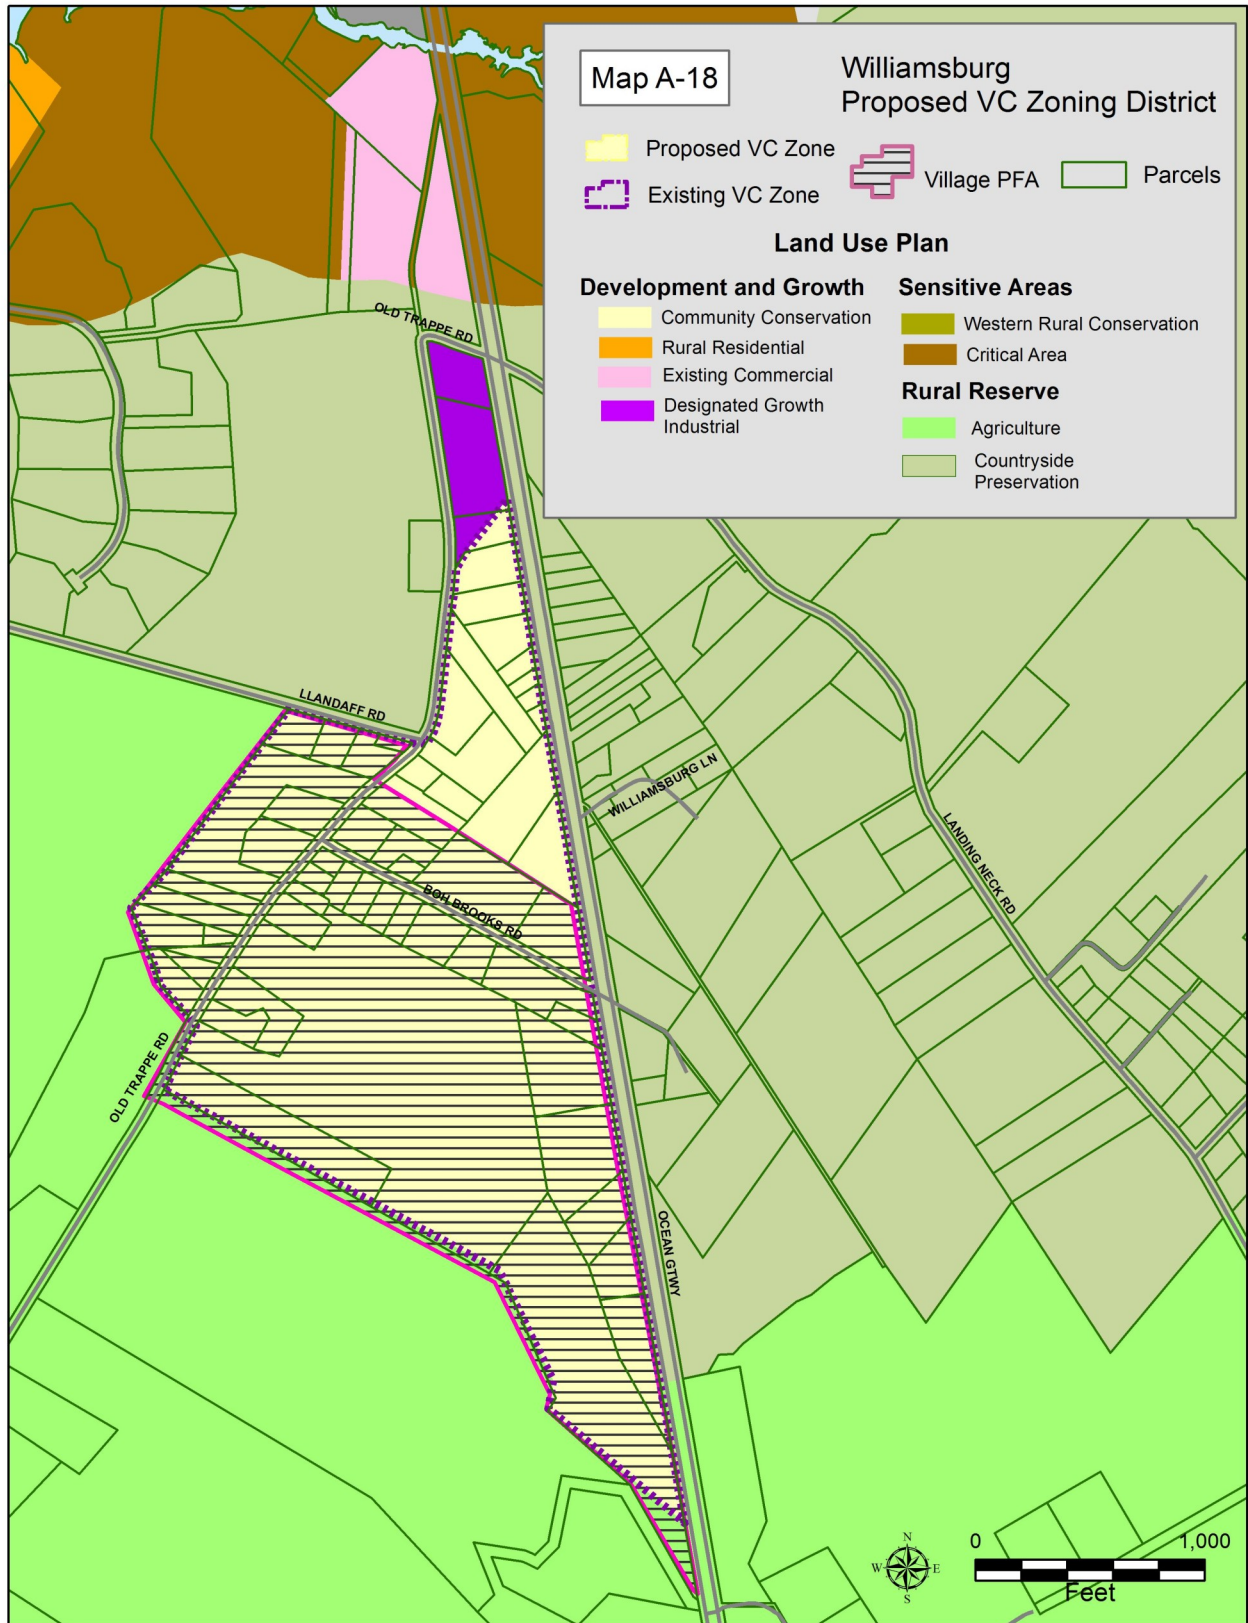 Map A-18
Williamsburg
Proposed VC Zoning District
Proposed VC Zone
Existing VC Zone
Village PFA
Parcels
Land Use Plan
Development and Growth
Community Conservation
Rural Residential
Existing Commercial
Designated Growth
Industrial
Sensitive Areas
Western Rural Conservation
Critical Area
Rural Reserve
Agriculture
Countryside
Preservation
OLD TRAPPE RD
LLANDAFF RD
WILLIAMSBURG LN
LANDING NECK RD
BOH BROOKS RD
OLD TRAPPE RD
OCEAN GTWY
N
W
E
S
0
1,000
Feet